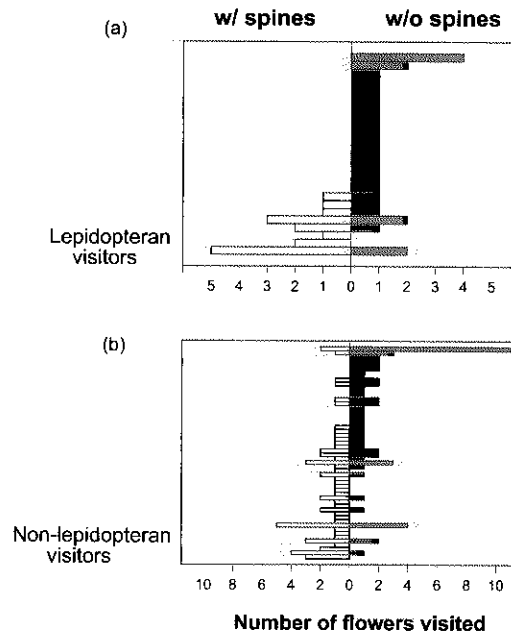 w/ spines w/o spines
(a)
Lepidopteran
visitors
5 4 3 2 1 0 1 2 3 4 5
(b)
Non-lepidopteran
visitors
10 8 6 4 2 0 2 4 6 8 10
Number of flowers visited